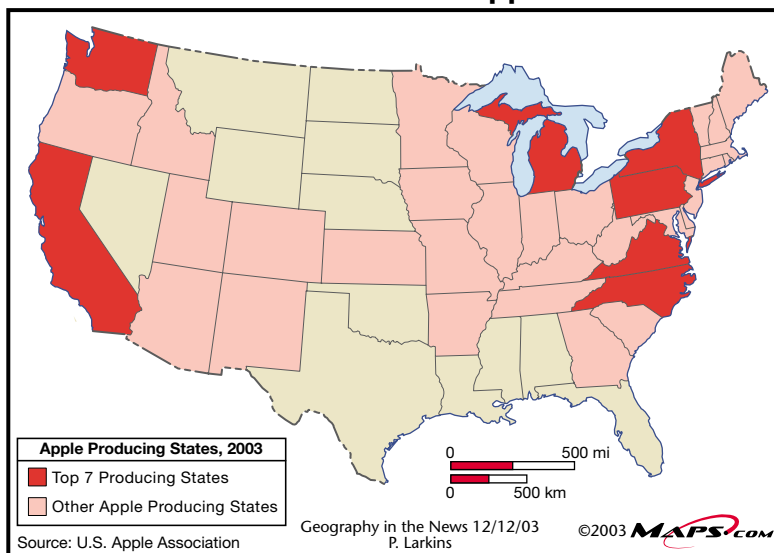 Apple Producing States, 2003
Top 7 Producing States
Other Apple Producing States
Source: U.S. Apple Association
0 500 mi
0 500 km
Geography in the News 12/12/03
P. Larkins
©2003 MAPS.COM